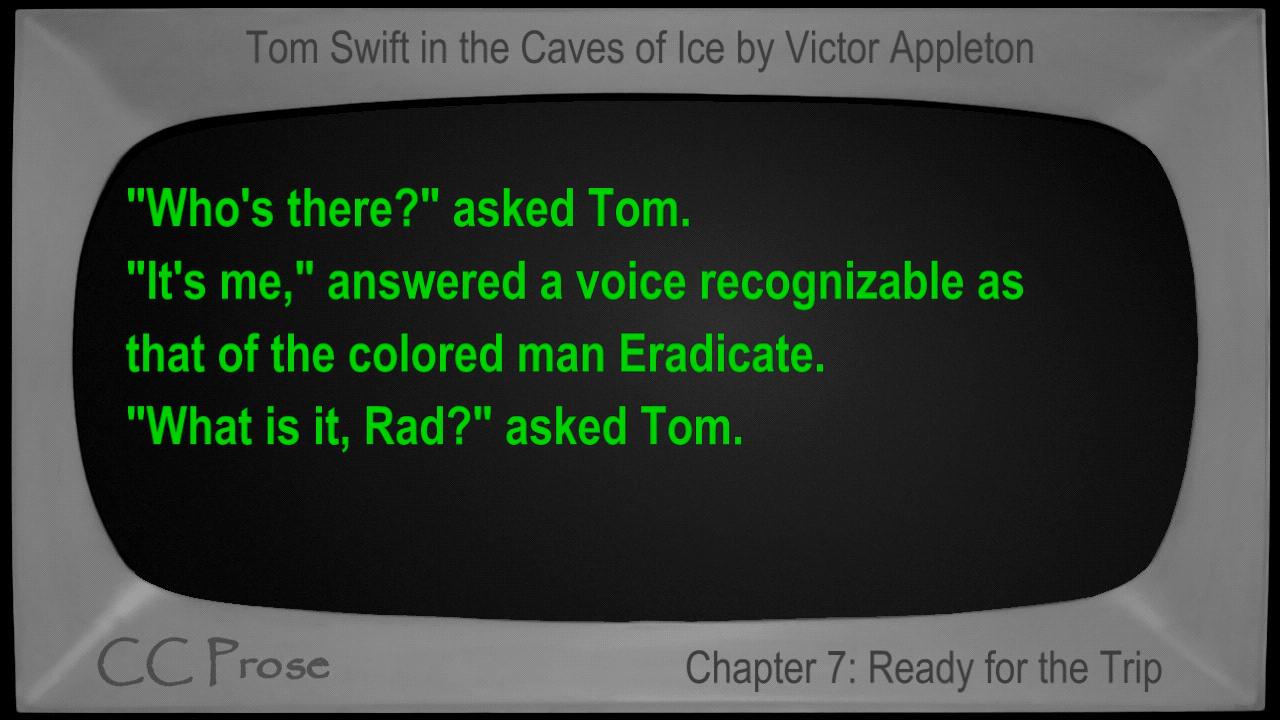 Tom Swift in the Caves of Ice by Victor Appleton
"Who's there?" asked Tom.
"It's me," answered a voice recognizable as
that of the colored man Eradicate.
"What is it, Rad?" asked Tom.
CC Prose
Chapter 7: Ready for the Trip